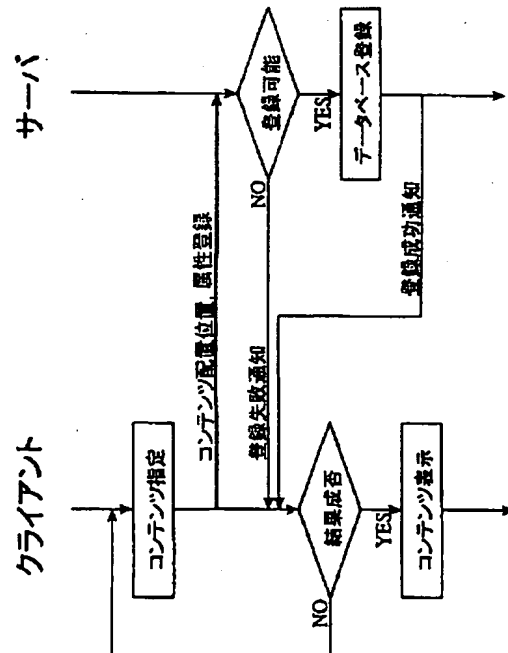 クライアント
サーバ
コンテンツ指定
コンテンツ配置位置, 属性登録
登録可能
NO
YES
データベース登録
登録失敗通知
登録成功通知
結果成否
NO
YES
コンテンツ表示